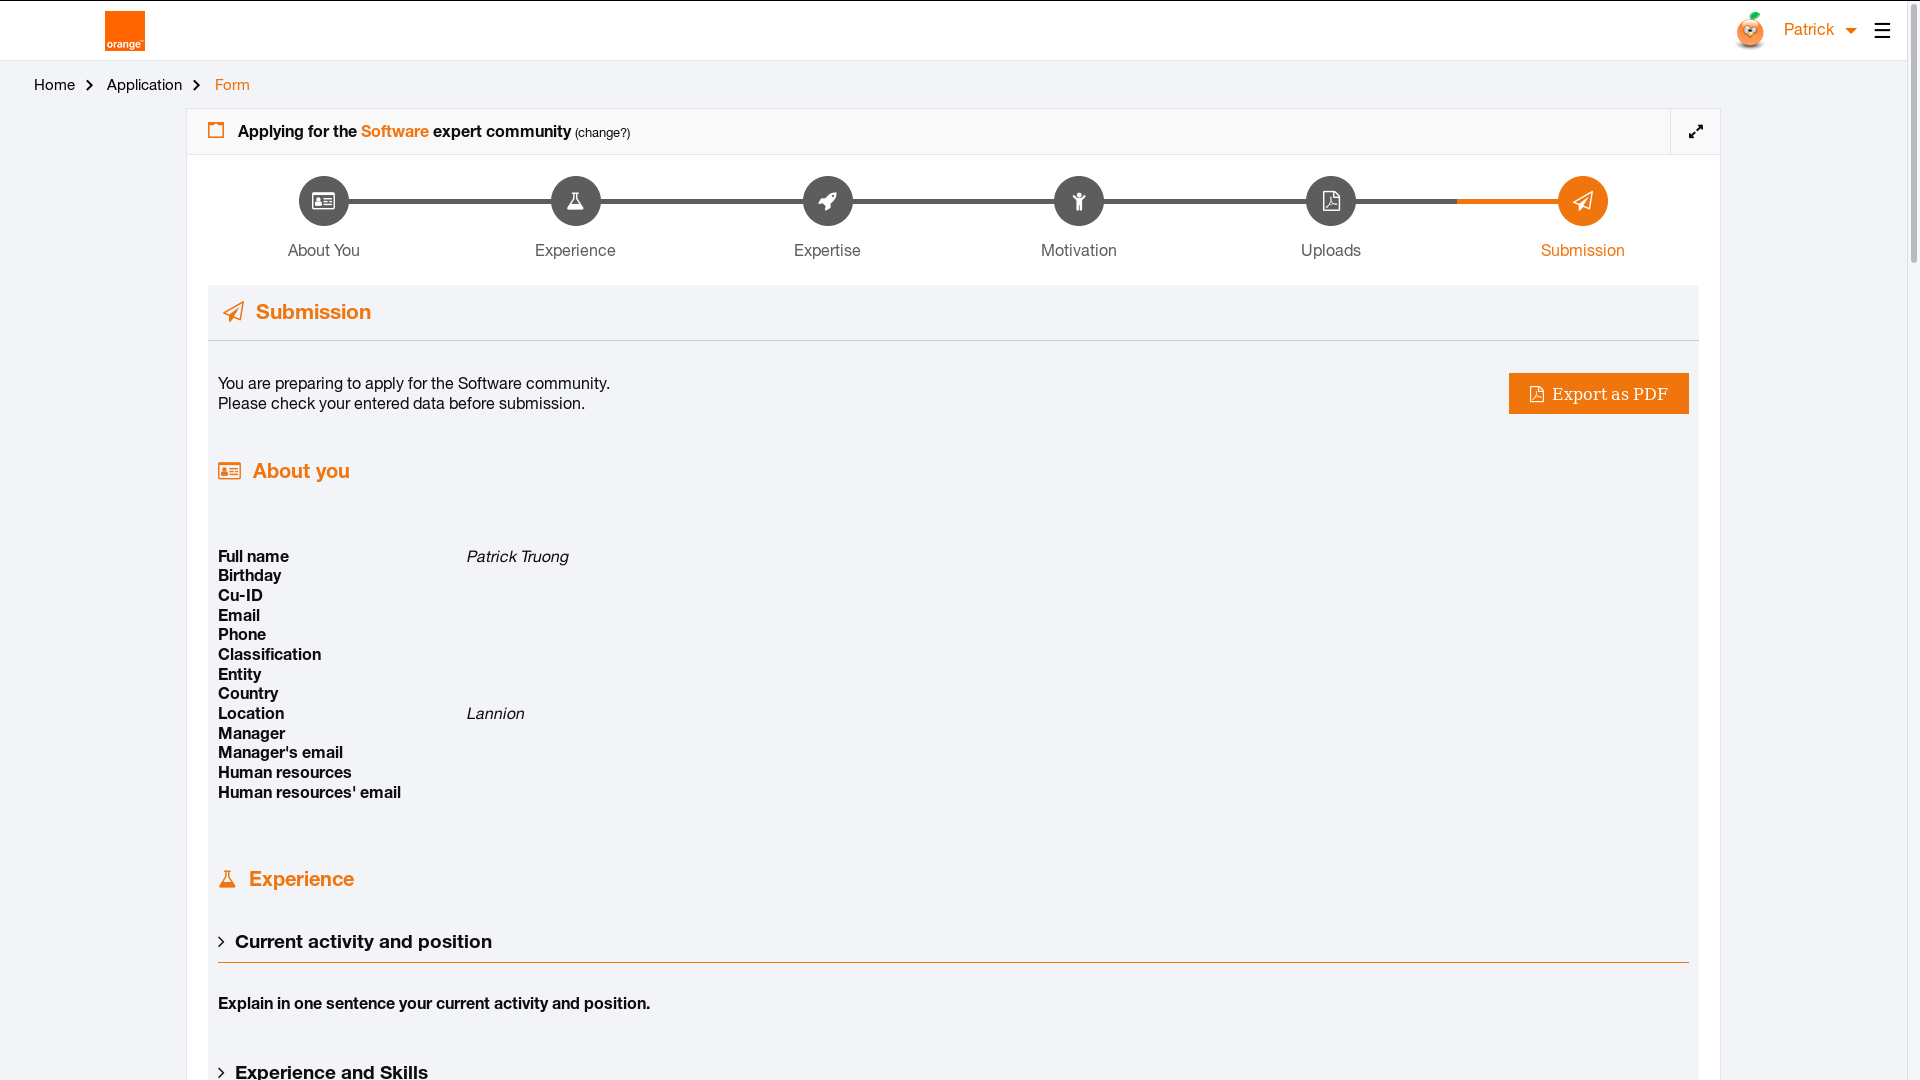 orange™
Patrick
Home
Application
Form
Applying for the Software expert community (change?)
About You
Experience
Expertise
Motivation
Uploads
Submission
Submission
You are preparing to apply for the Software community.
Please check your entered data before submission.
Export as PDF
About you
Full name Patrick Truong
Birthday
Cu-ID
Email
Phone
Classification
Entity
Country
Location Lannion
Manager
Manager's email
Human resources
Human resources' email
Experience
Current activity and position
Explain in one sentence your current activity and position.
Experience and Skills